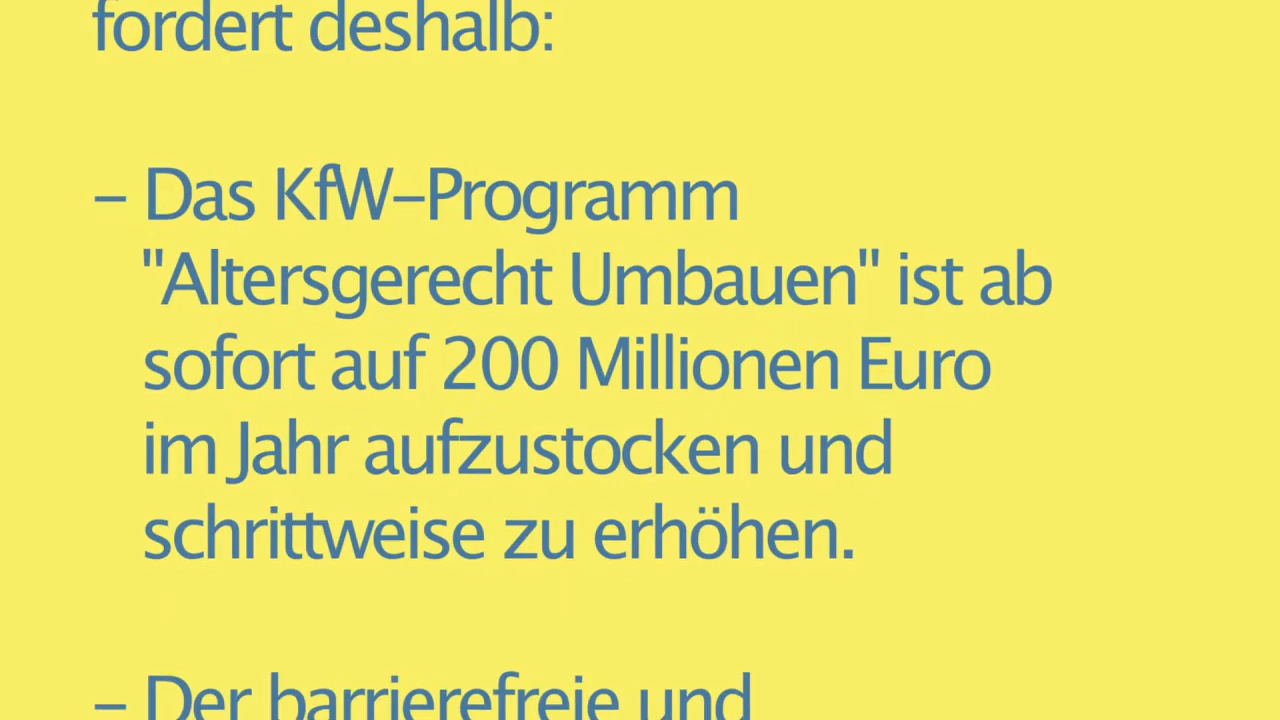 fordert deshalb:
– Das KfW–Programm
"Altersgerecht Umbauen" ist ab
sofort auf 200 Millionen Euro
im Jahr aufzustocken und
schrittweise zu erhöhen.
– Der barrierefreie und